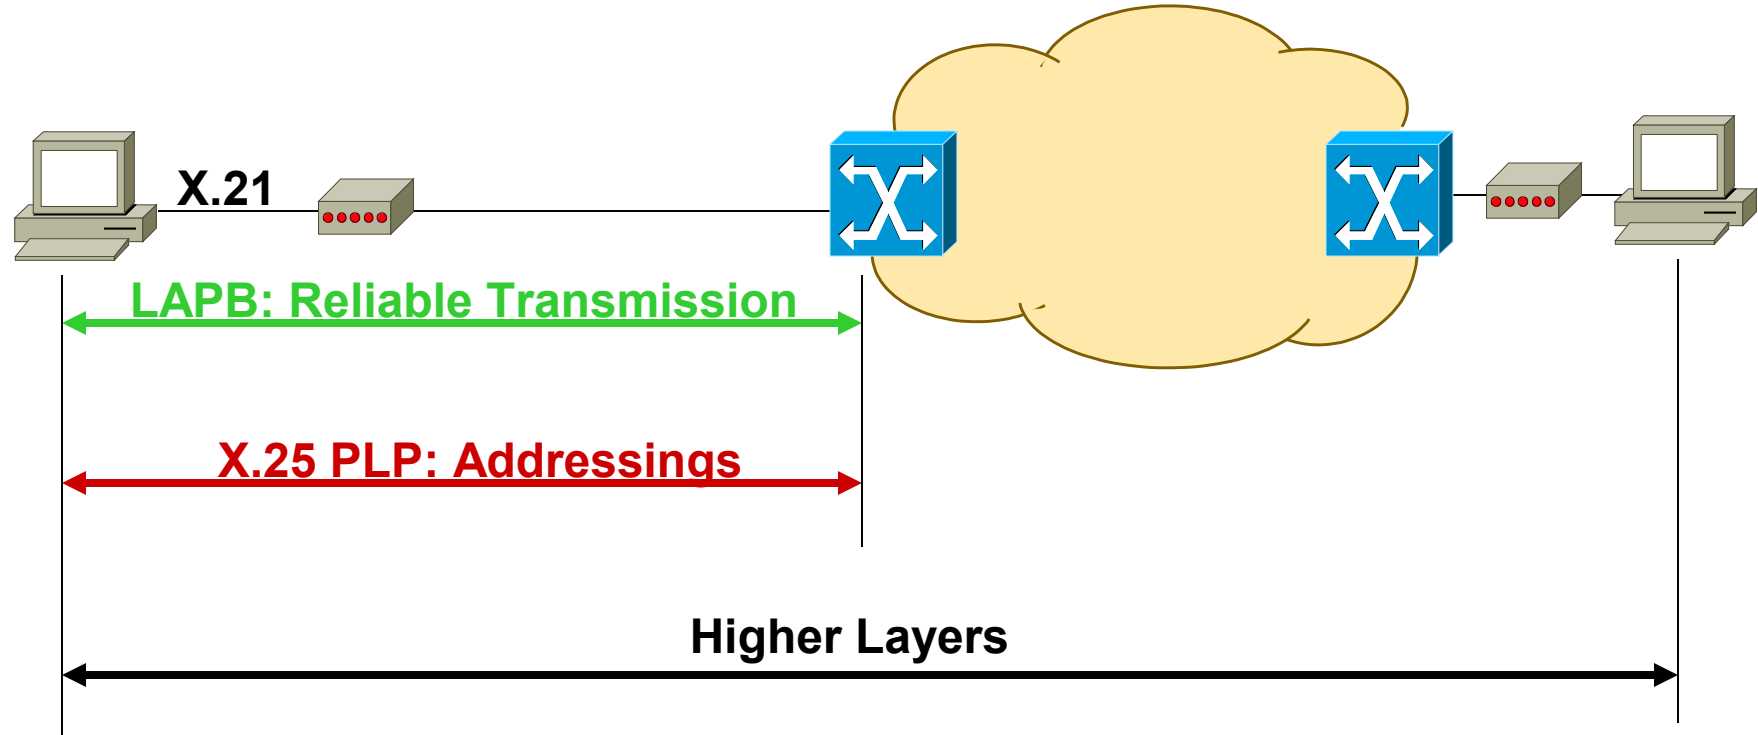 X.21
LAPB: Reliable Transmission
X.25 PLP: Addressings
Higher Layers